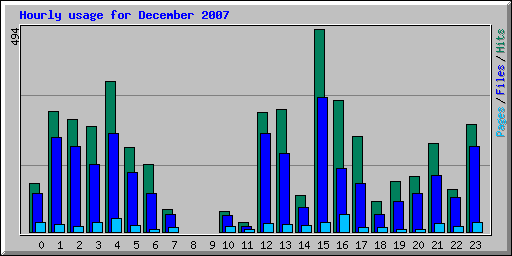 Hourly usage for December 2007
494
Pages / Files / Hits
0 1 2 3 4 5 6 7 8 9 10 11 12 13 14 15 16 17 18 19 20 21 22 23